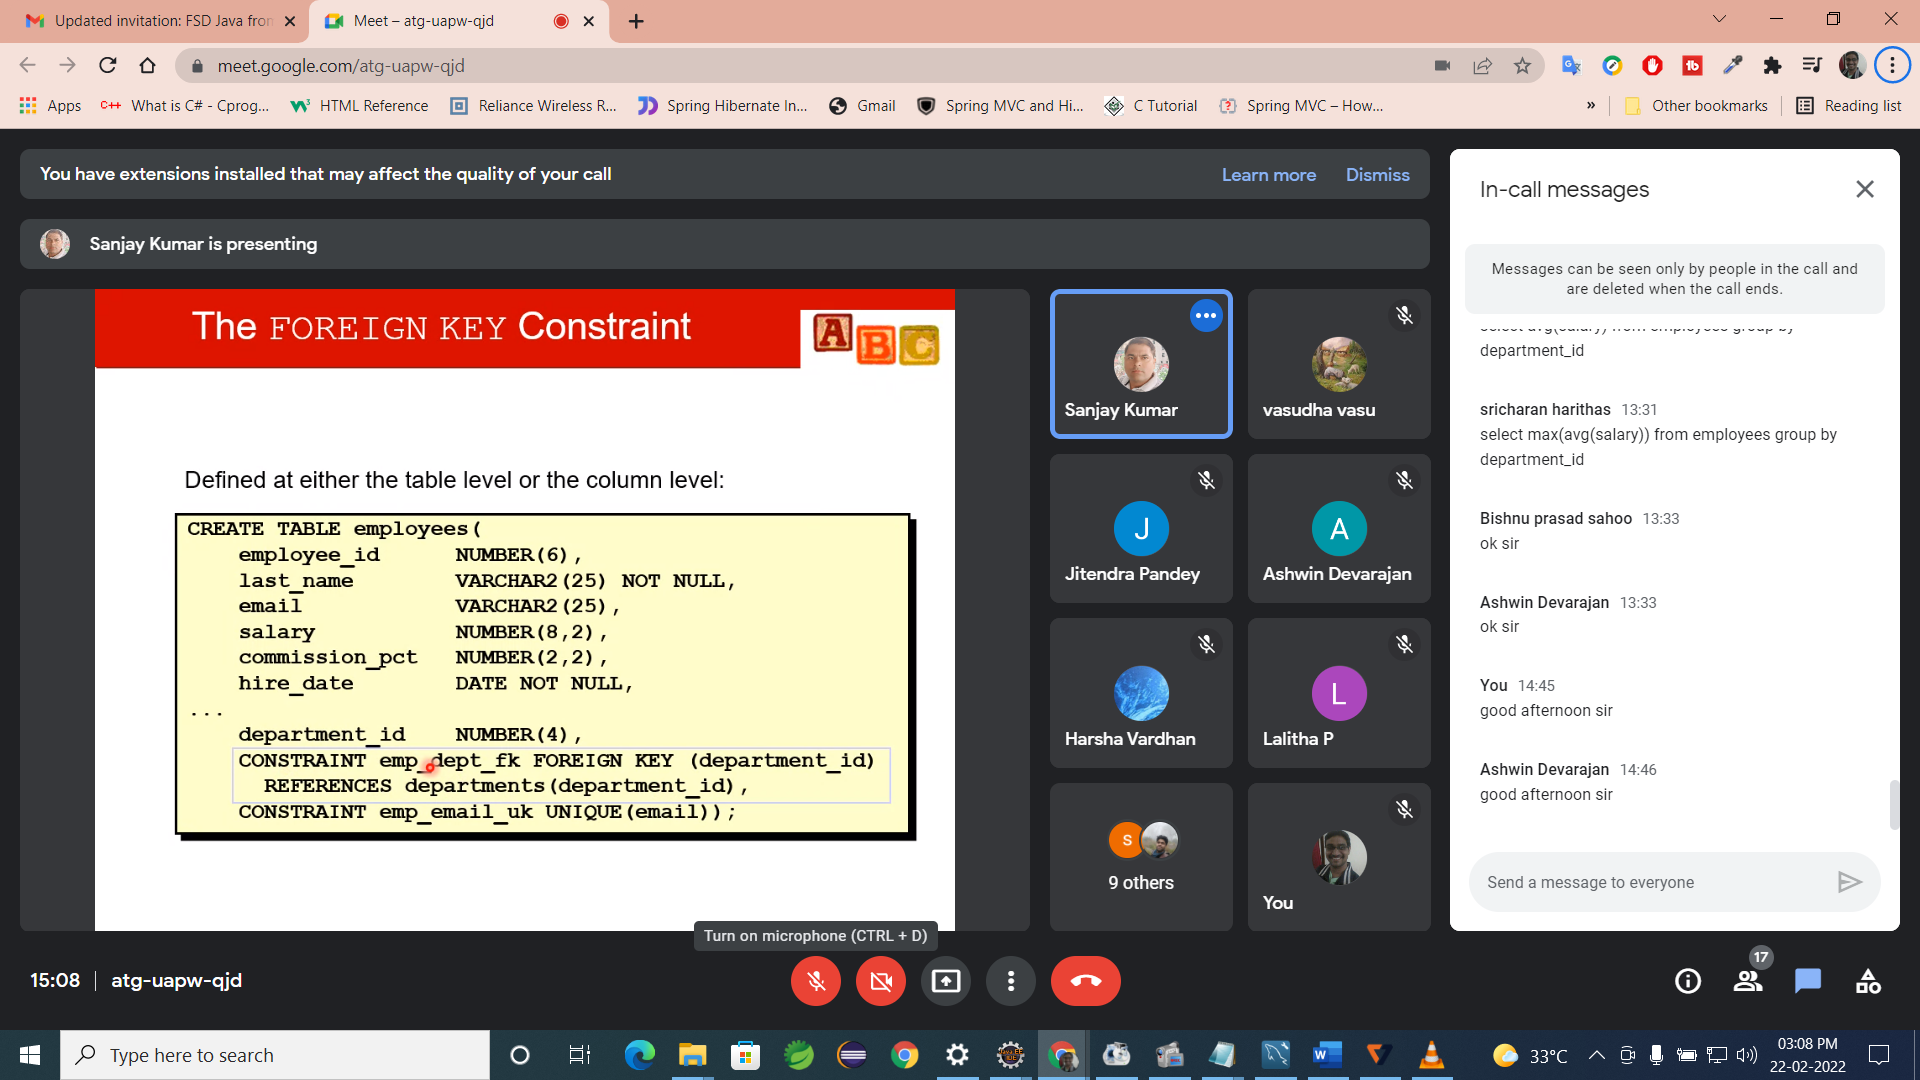 Updated invitation: FSD Java from
Meet – atg-uapw-qjd
meet.google.com/atg-uapw-qjd
Apps
C++ What is C# - Cprog...
HTML Reference
Reliance Wireless R...
Spring Hibernate In...
Gmail
Spring MVC and Hi...
C Tutorial
Spring MVC – How...
»
Other bookmarks
Reading list
You have extensions installed that may affect the quality of your call
Learn more
Dismiss
Sanjay Kumar is presenting
The FOREIGN KEY Constraint
A B C
Defined at either the table level or the column level:
CREATE TABLE employees(
employee_id NUMBER(6),
last_name VARCHAR2(25) NOT NULL,
email VARCHAR2(25),
salary NUMBER(8,2),
commission_pct NUMBER(2,2),
hire_date DATE NOT NULL,
...
department_id NUMBER(4),
CONSTRAINT emp_dept_fk FOREIGN KEY (department_id)
REFERENCES departments(department_id),
CONSTRAINT emp_email_uk UNIQUE(email));
Sanjay Kumar
vasudha vasu
J
Jitendra Pandey
A
Ashwin Devarajan
Harsha Vardhan
L
Lalitha P
S
9 others
You
In-call messages
Messages can be seen only by people in the call and
are deleted when the call ends.
select avg(salary) from employees group by
department_id
sricharan harithas 13:31
select max(avg(salary)) from employees group by
department_id
Bishnu prasad sahoo 13:33
ok sir
Ashwin Devarajan 13:33
ok sir
You 14:45
good afternoon sir
Ashwin Devarajan 14:46
good afternoon sir
Send a message to everyone
Turn on microphone (CTRL + D)
15:08 | atg-uapw-qjd
17
Type here to search
33°C
03:08 PM
22-02-2022